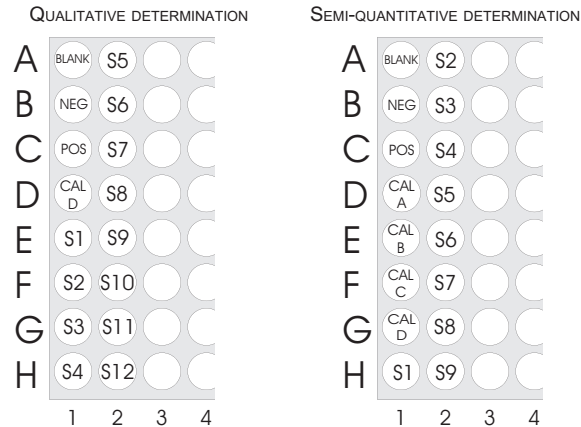 QUALITATIVE DETERMINATION
A BLANK S5
B NEG S6
C POS S7
D CAL D S8
E S1 S9
F S2 S10
G S3 S11
H S4 S12
1 2 3 4
SEMI-QUANTITATIVE DETERMINATION
A BLANK S2
B NEG S3
C POS S4
D CAL A S5
E CAL B S6
F CAL C S7
G CAL D S8
H S1 S9
1 2 3 4